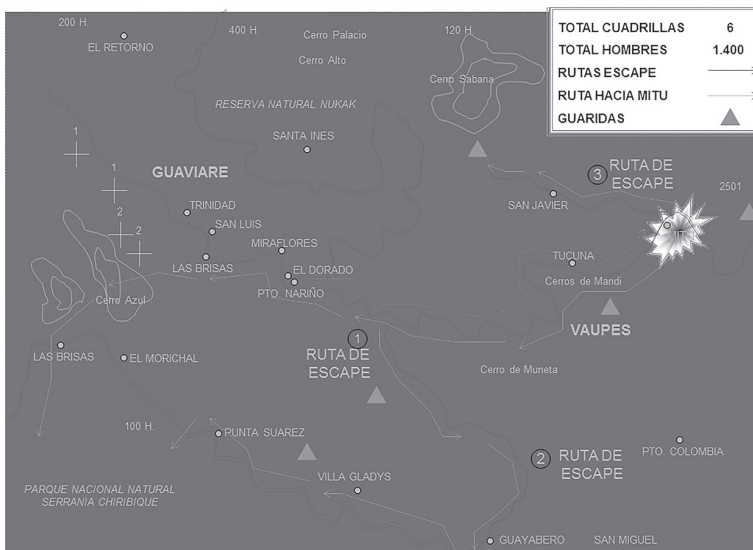 200 H.
EL RETORNO
400 H.
Cerro Palacio
Cerro Alto
120 H.
Cerro Sabana
TOTAL CUADRILLAS 6
TOTAL HOMBRES 1.400
RUTAS ESCAPE
RUTA HACIA MITU
GUARIDAS
RESERVA NATURAL NUKAK
SANTA INES
1
1
GUAVIARE
3
RUTA DE
ESCAPE
2501
TRINIDAD
SAN JAVIER
SAN LUIS
2
2
MIRAFLORES
LAS BRISAS
EL DORADO
PTO. NARIÑO
TUCUNA
Cerros de Mandi
Cerro Azul
VAUPES
1
RUTA DE
ESCAPE
LAS BRISAS
EL MORICHAL
Cerro de Muneta
100 H.
PUNTA SUAREZ
2
RUTA DE
ESCAPE
PTO. COLOMBIA
VILLA GLADYS
PARQUE NACIONAL NATURAL
SERRANIA CHIRIBIQUE
GUAYABERO
SAN MIGUEL